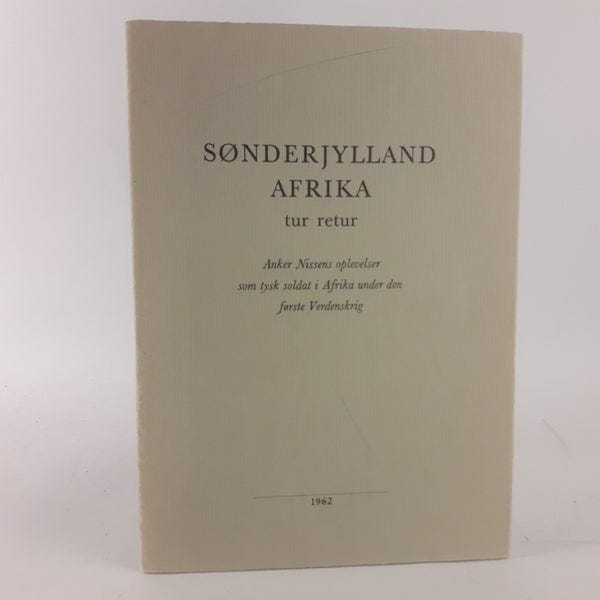 SØNDERJYLLAND
AFRIKA
tur retur
Anker Nissens oplevelser
som tysk soldat i Afrika under den
første Verdenskrig
1962